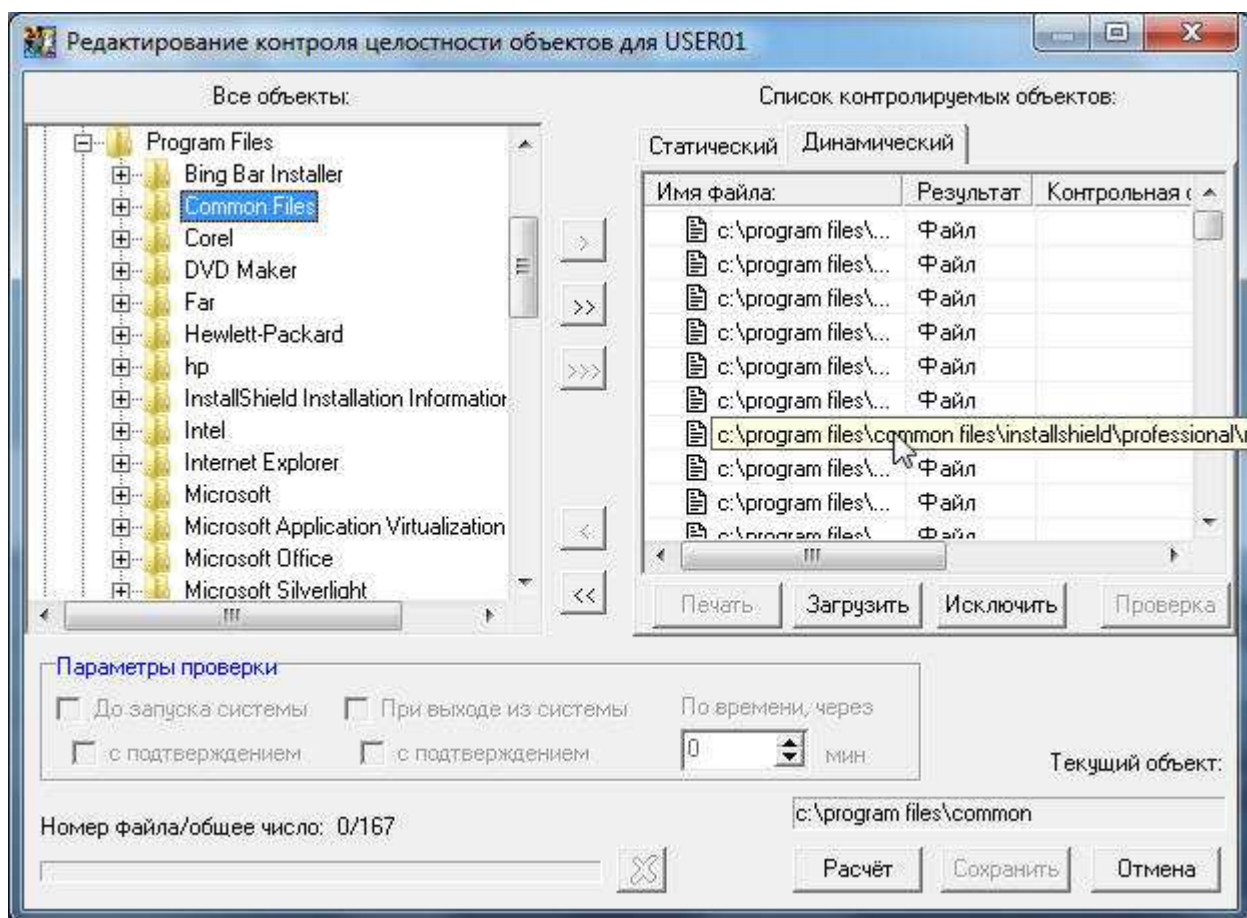 Редактирование контроля целостности объектов для USER01
Все объекты:
Список контролируемых объектов:
Program Files
Bing Bar Installer
Common Files
Corel
DVD Maker
Far
Hewlett-Packard
hp
InstallShield Installation Information
Intel
Internet Explorer
Microsoft
Microsoft Application Virtualization
Microsoft Office
Microsoft Silverlight
>
>>
>>>
<
<<
Статический Динамический
Имя файла: Результат Контрольная с
c:\program files\... Файл
c:\program files\... Файл
c:\program files\... Файл
c:\program files\... Файл
c:\program files\... Файл
c:\program files\... Файл
c:\program files\common files\installshield\professional\r
c:\program files\... Файл
c:\program files\... Файл
c:\program files\ Файл
Печать Загрузить Исключить Проверка
Параметры проверки
До запуска системы При выходе из системы По времени, через
с подтверждением с подтверждением 0 мин
Текущий объект:
c:\program files\common
Номер файла/общее число: 0/167
Расчёт Сохранить Отмена